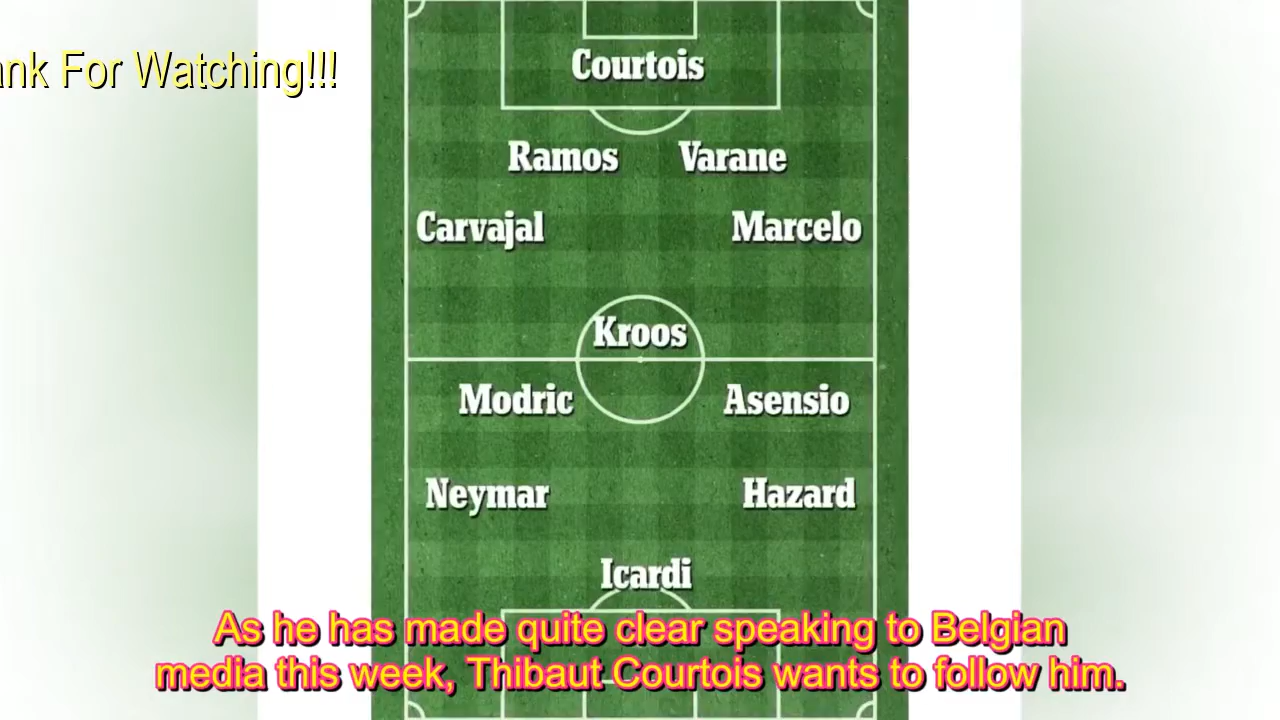 ank For Watching!!!
Courtois
Ramos Varane
Carvajal Marcelo
Kroos
Modric Asensio
Neymar Hazard
Icardi
As he has made quite clear speaking to Belgian
media this week, Thibaut Courtois wants to follow him.